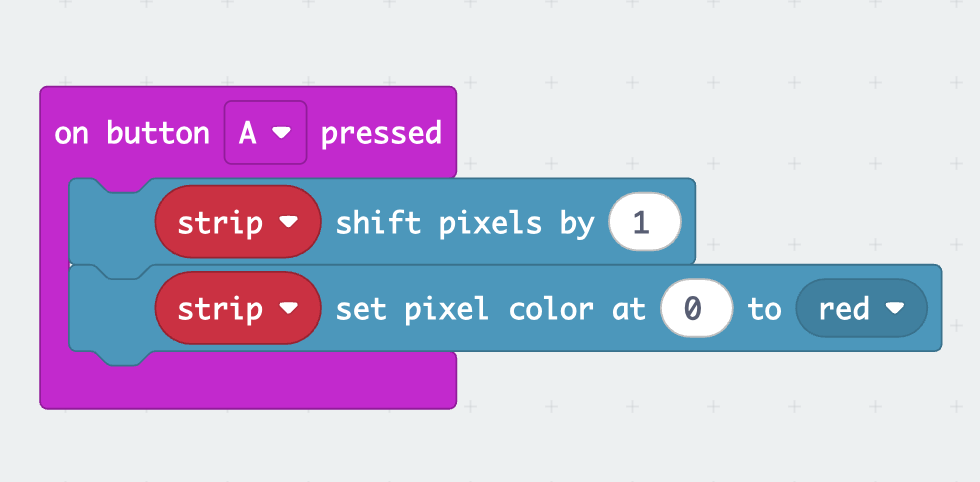 on button A pressed
strip shift pixels by 1
strip set pixel color at 0 to red